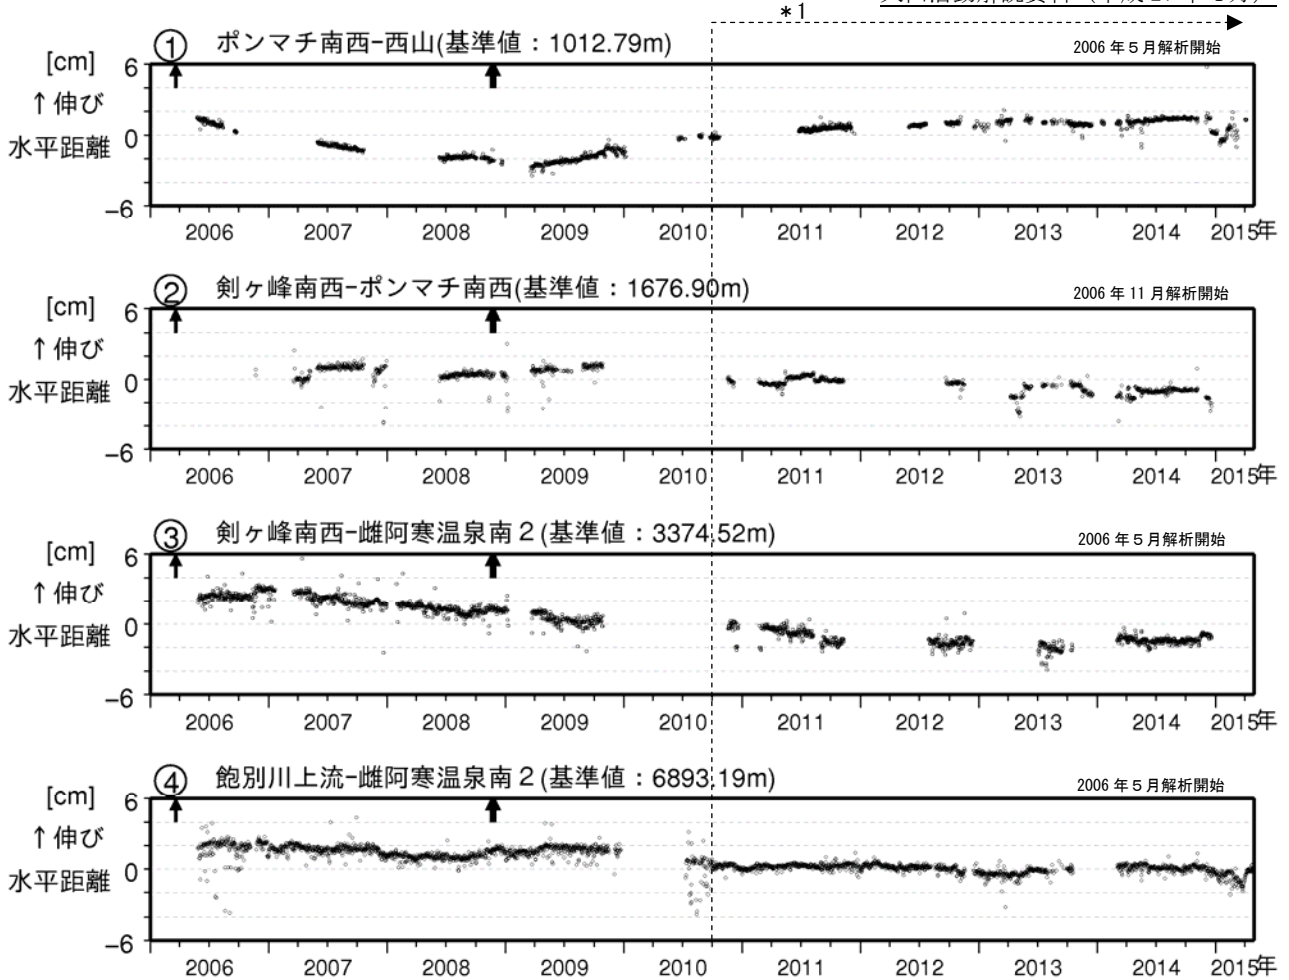 *1
① ポンマチ南西-西山(基準値：1012.79m)
2006年5月解析開始
[cm]
6
↑伸び
0
水平距離
-6
2006 2007 2008 2009 2010 2011 2012 2013 2014 2015年
② 剣ヶ峰南西-ポンマチ南西(基準値：1676.90m)
2006年11月解析開始
[cm]
6
↑伸び
0
水平距離
-6
2006 2007 2008 2009 2010 2011 2012 2013 2014 2015年
③ 剣ヶ峰南西-雌阿寒温泉南2(基準値：3374.52m)
2006年5月解析開始
[cm]
6
↑伸び
0
水平距離
-6
2006 2007 2008 2009 2010 2011 2012 2013 2014 2015年
④ 飽別川上流-雌阿寒温泉南2(基準値：6893.19m)
2006年5月解析開始
[cm]
6
↑伸び
0
水平距離
-6
2006 2007 2008 2009 2010 2011 2012 2013 2014 2015年